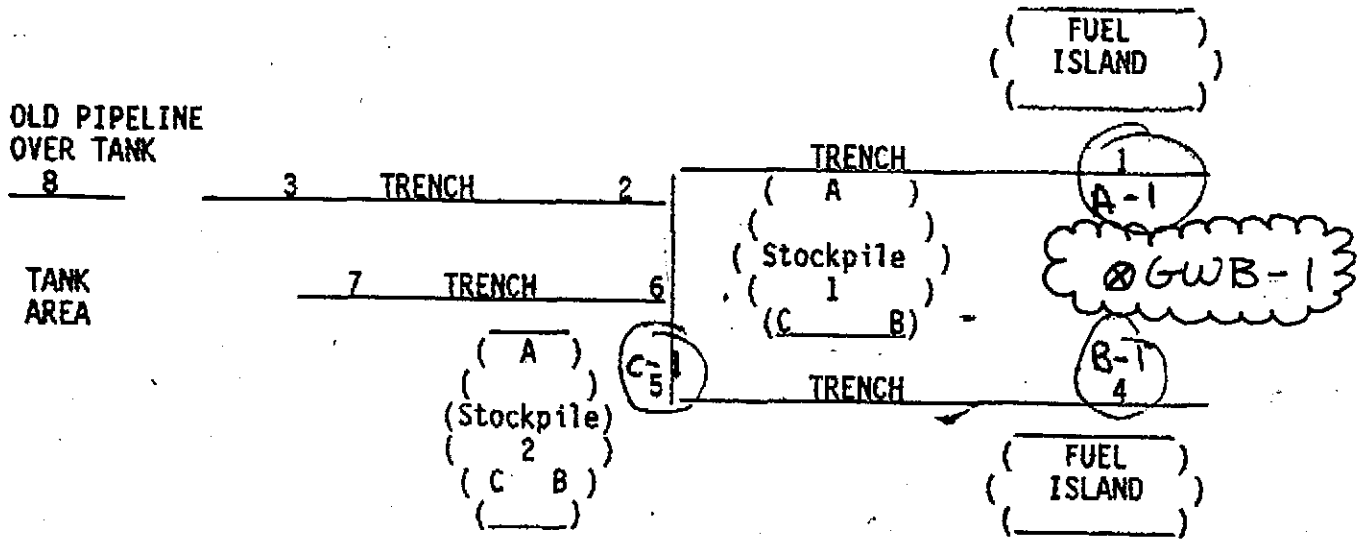 FUEL
ISLAND
OLD PIPELINE
OVER TANK
8 3 TRENCH 2
TRENCH 1
A-1
A
Stockpile
1
C B
⊗ GWB-1
TANK
AREA
7 TRENCH 6
A
Stockpile
2
C B
C-1
5 TRENCH 4
B-1
FUEL
ISLAND